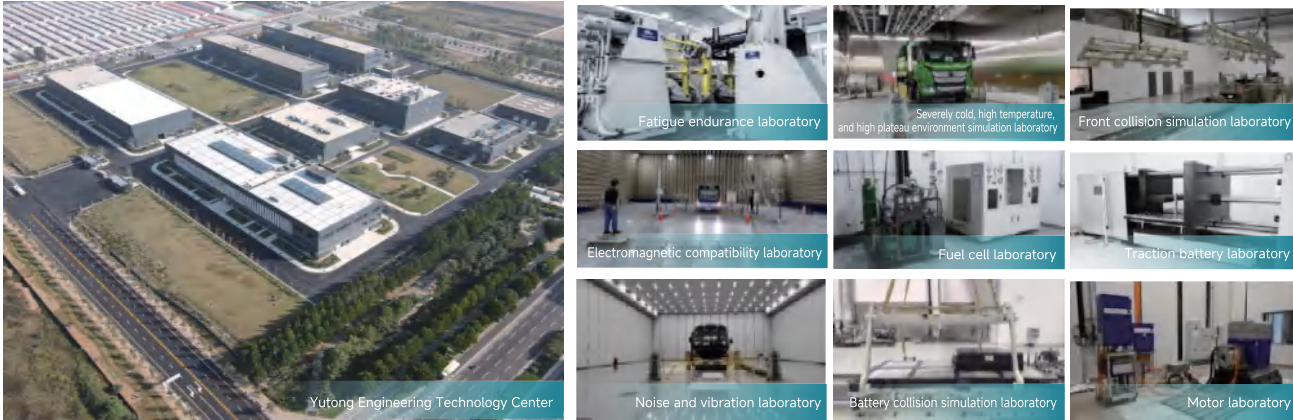 Yutong Engineering Technology Center
Fatigue endurance laboratory
Severely cold, high temperature,
and high plateau environment simulation laboratory
Front collision simulation laboratory
Electromagnetic compatibility laboratory
Fuel cell laboratory
Traction battery laboratory
Noise and vibration laboratory
Battery collision simulation laboratory
Motor laboratory